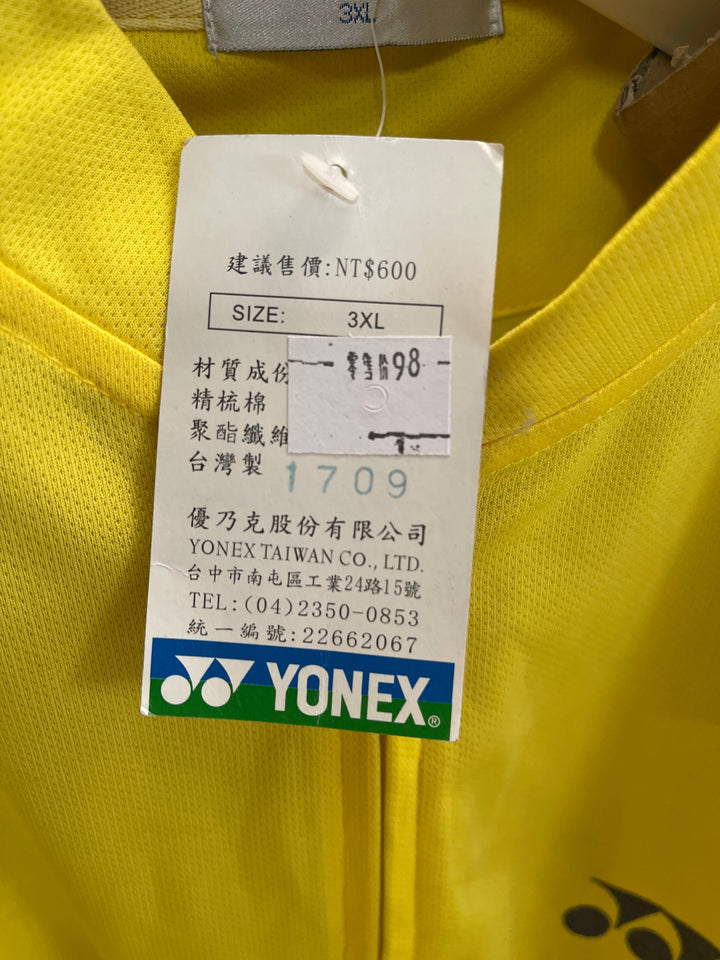 3XL
建議售價:NT$600
SIZE: 3XL
零售价98
材質成份
精梳棉
聚酯纖維
台灣製
1709
優乃克股份有限公司
YONEX TAIWAN CO., LTD.
台中市南屯區工業24路15號
TEL:(04)2350-0853
統一編號:22662067
YONEX®